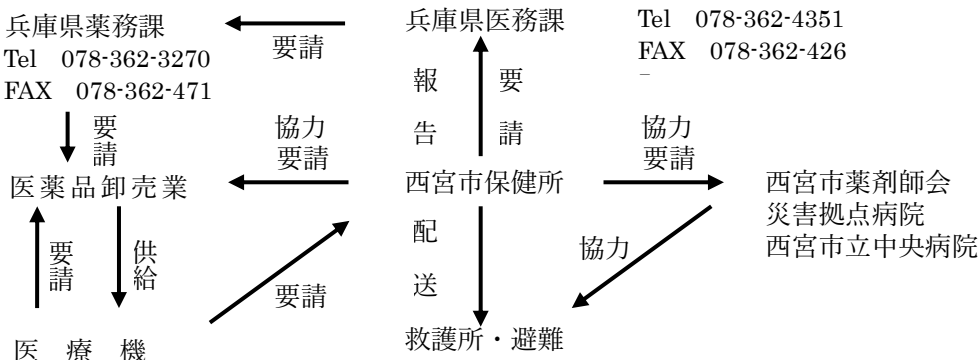 兵庫県薬務課
Tel　078-362-3270
FAX　078-362-471
要請
兵庫県医務課
Tel　078-362-4351
FAX　078-362-426
報告
要請
要請
協力
要請
協力
要請
医薬品卸売業
西宮市保健所
西宮市薬剤師会
災害拠点病院
西宮市立中央病院
要請
供給
要請
配送
協力
医　療　機
救護所・避難